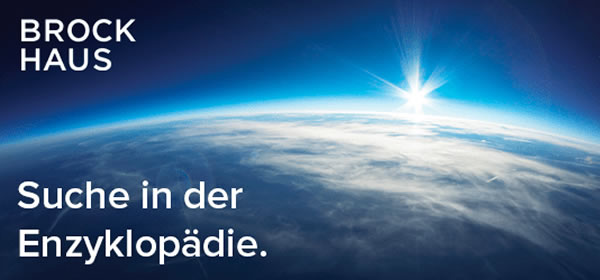 BROCK
HAUS
Suche in der
Enzyklopädie.